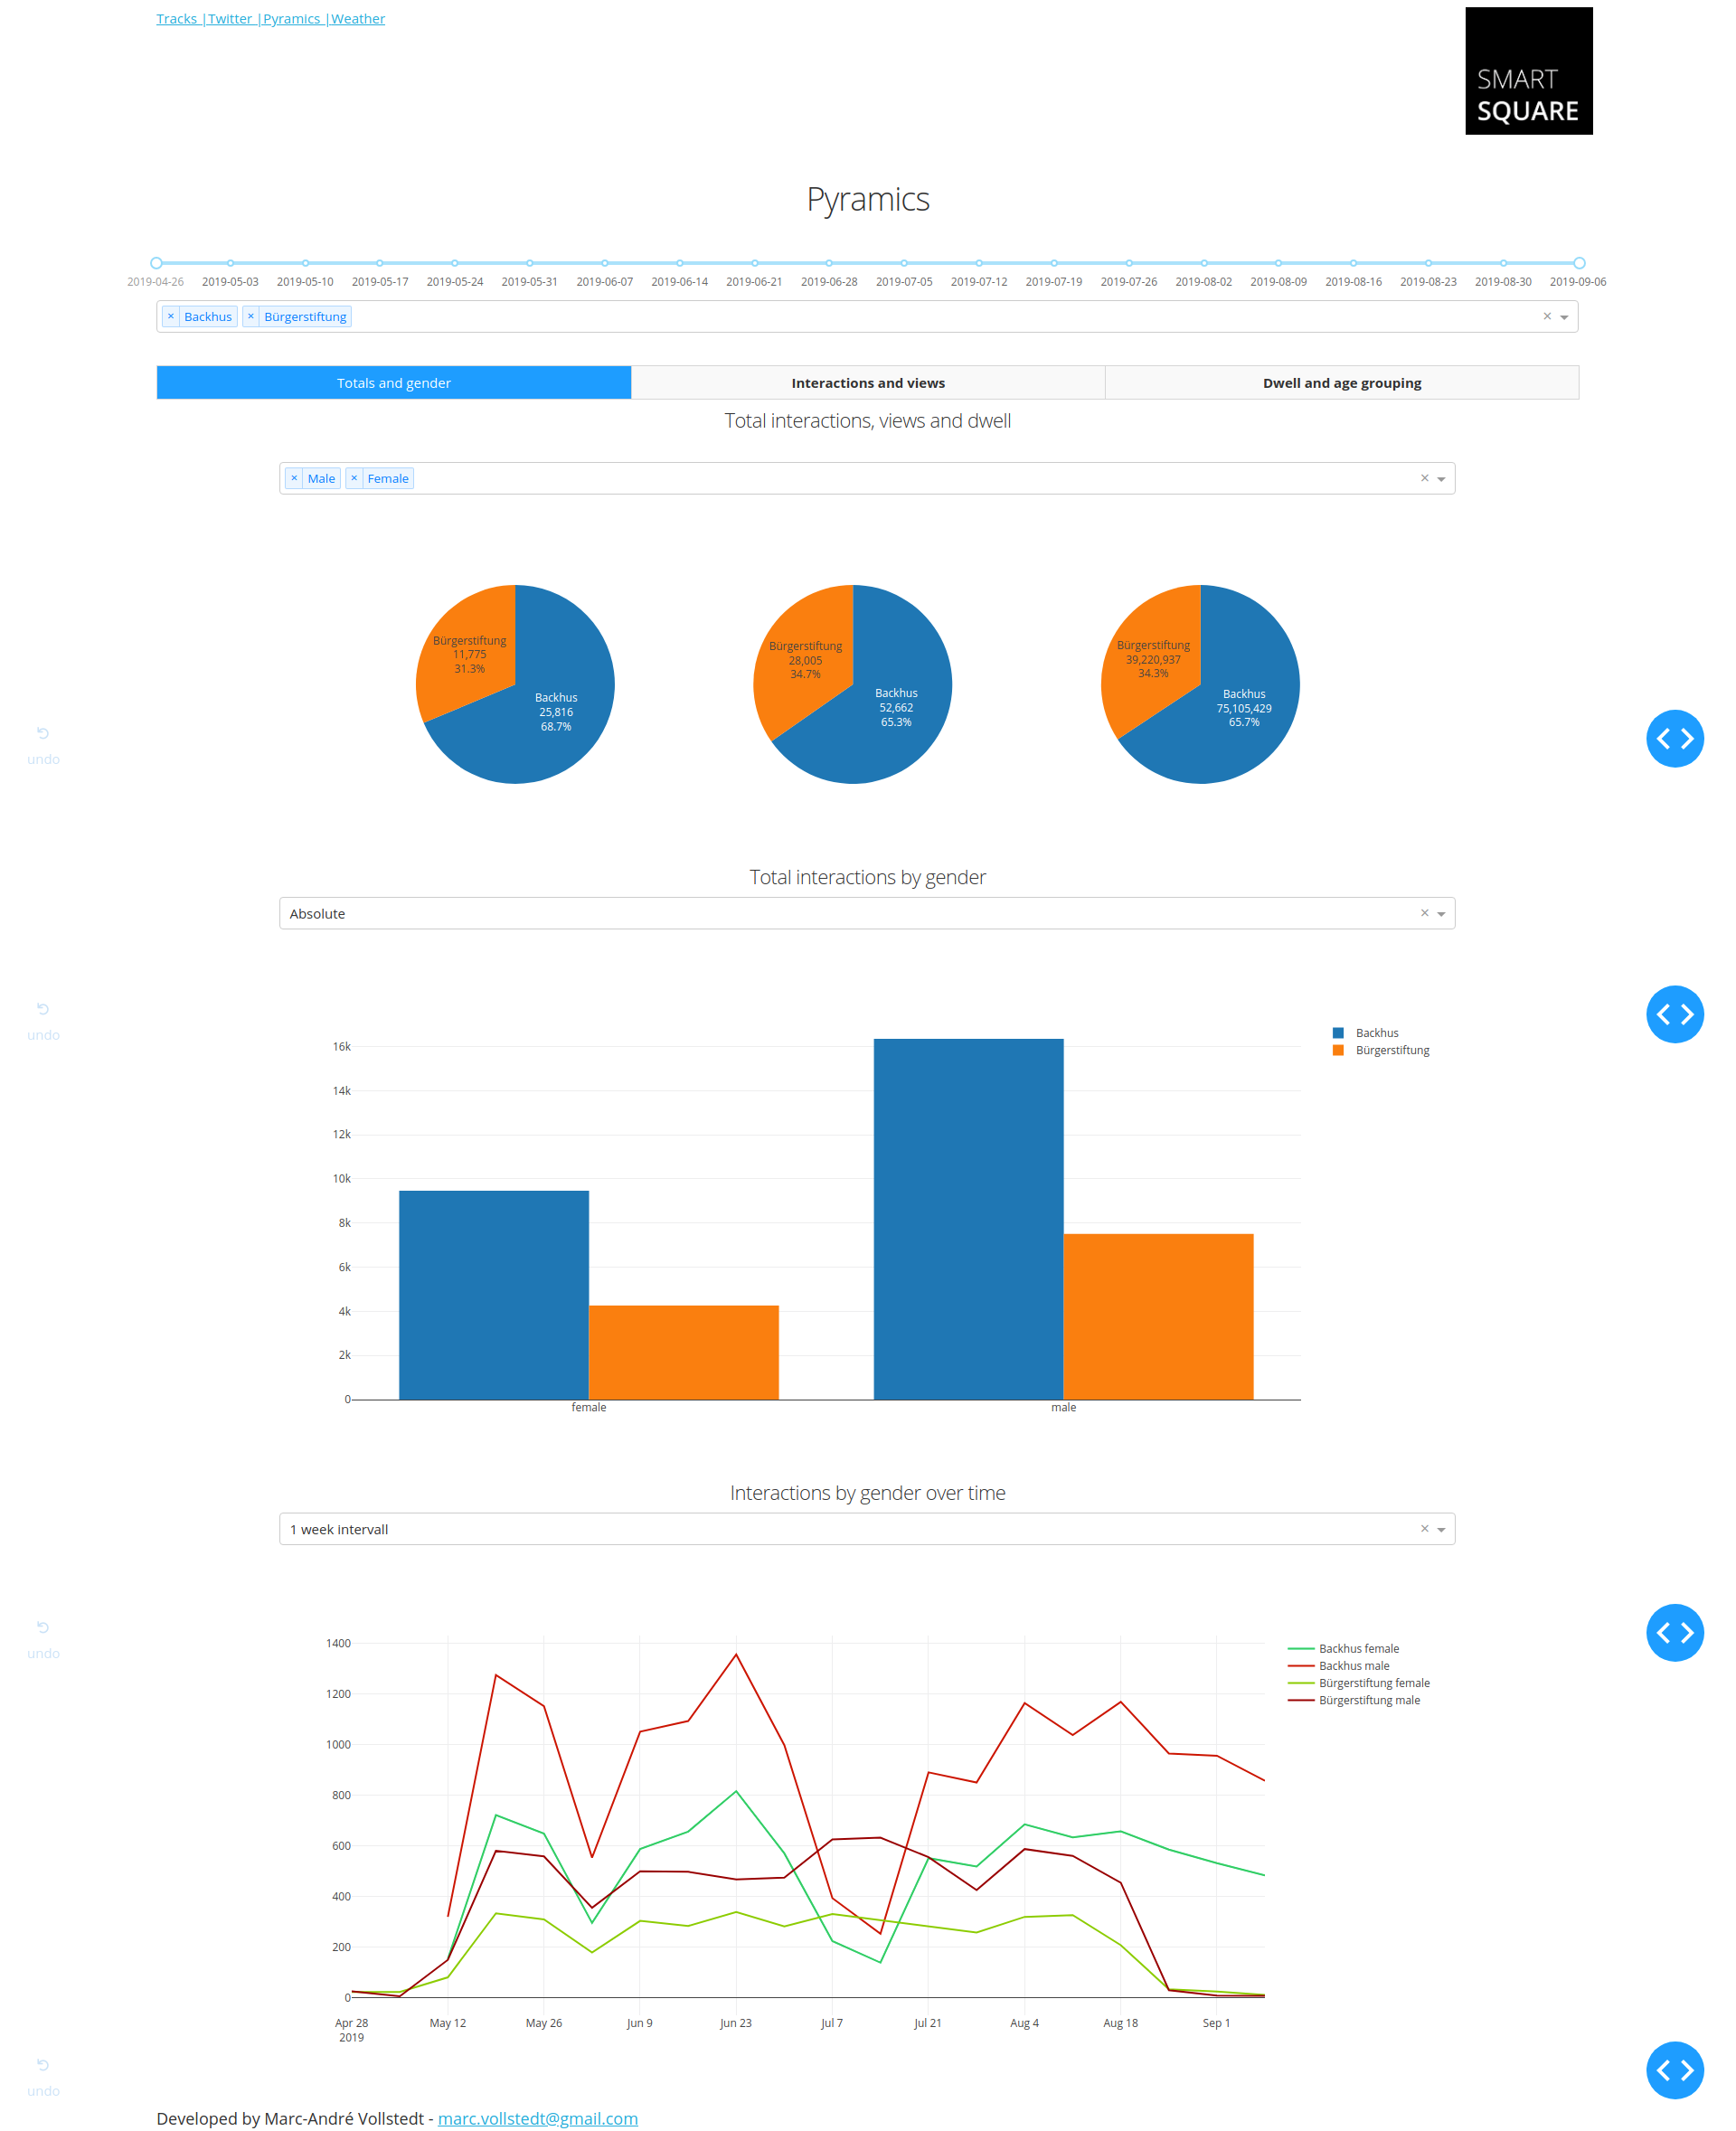 Tracks |Twitter |Pyramics |Weather
SMART
SQUARE
Pyramics
2019-04-26 2019-05-03 2019-05-10 2019-05-17 2019-05-24 2019-05-31 2019-06-07 2019-06-14 2019-06-21 2019-06-28 2019-07-05 2019-07-12 2019-07-19 2019-07-26 2019-08-02 2019-08-09 2019-08-16 2019-08-23 2019-08-30 2019-09-06
× Backhus × Bürgerstiftung ×
Totals and gender Interactions and views Dwell and age grouping
Total interactions, views and dwell
× Male × Female ×
Bürgerstiftung
11,775
31.3%
Backhus
25,816
68.7%
Bürgerstiftung
28,005
34.7%
Backhus
52,662
65.3%
Bürgerstiftung
39,220,937
34.3%
Backhus
75,105,429
65.7%
undo
Total interactions by gender
Absolute ×
undo
Backhus
Bürgerstiftung
16k
14k
12k
10k
8k
6k
4k
2k
0
female male
Interactions by gender over time
1 week intervall ×
undo
Backhus female
Backhus male
Bürgerstiftung female
Bürgerstiftung male
1400
1200
1000
800
600
400
200
0
Apr 28 May 12 May 26 Jun 9 Jun 23 Jul 7 Jul 21 Aug 4 Aug 18 Sep 1
2019
undo
Developed by Marc-André Vollstedt - marc.vollstedt@gmail.com